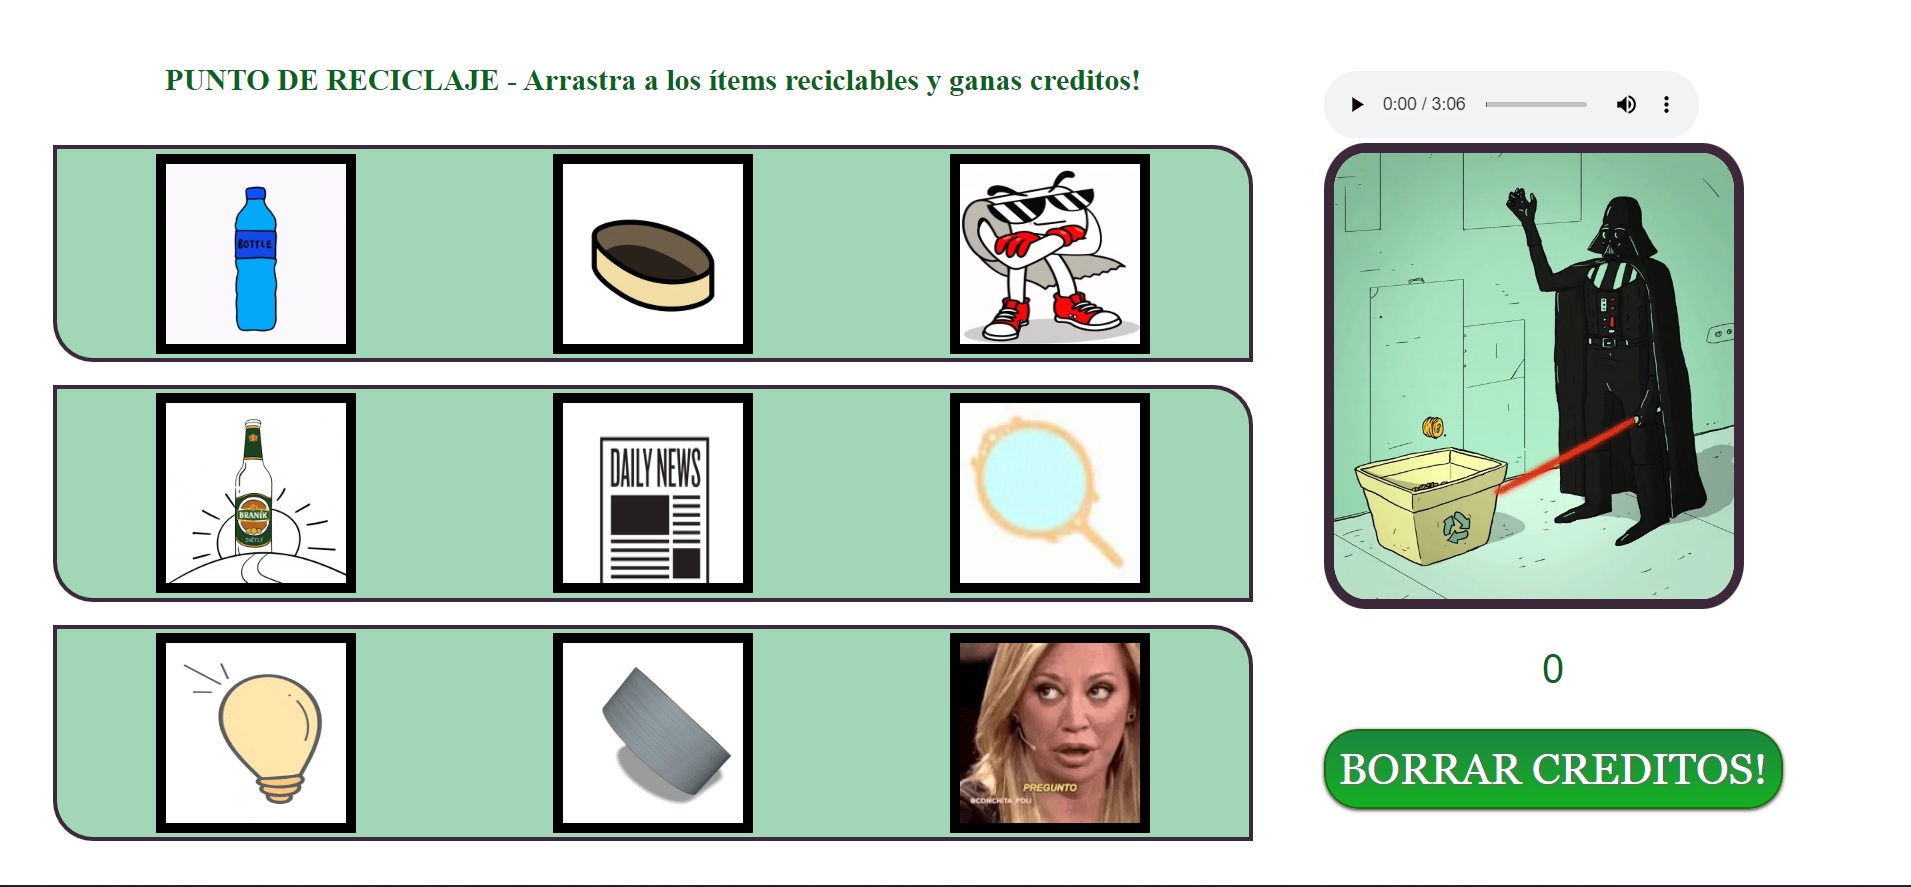 PUNTO DE RECICLAJE - Arrastra a los ítems reciclables y ganas creditos!
0:00 / 3:06
BOTTLE
BRANÍK
SVĚTLÝ
DAILY NEWS
PREGUNTO
@CONCHITA_POLI
0
BORRAR CREDITOS!